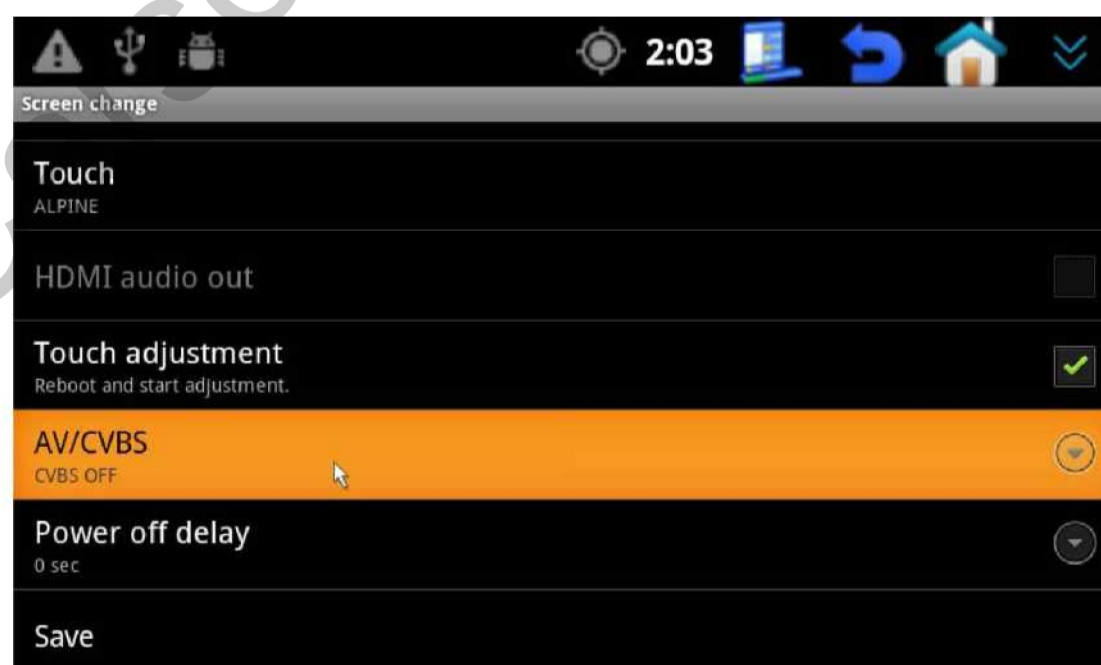 2:03
Screen change
Touch
ALPINE
HDMI audio out
Touch adjustment
Reboot and start adjustment.
AV/CVBS
CVBS OFF
Power off delay
0 sec
Save